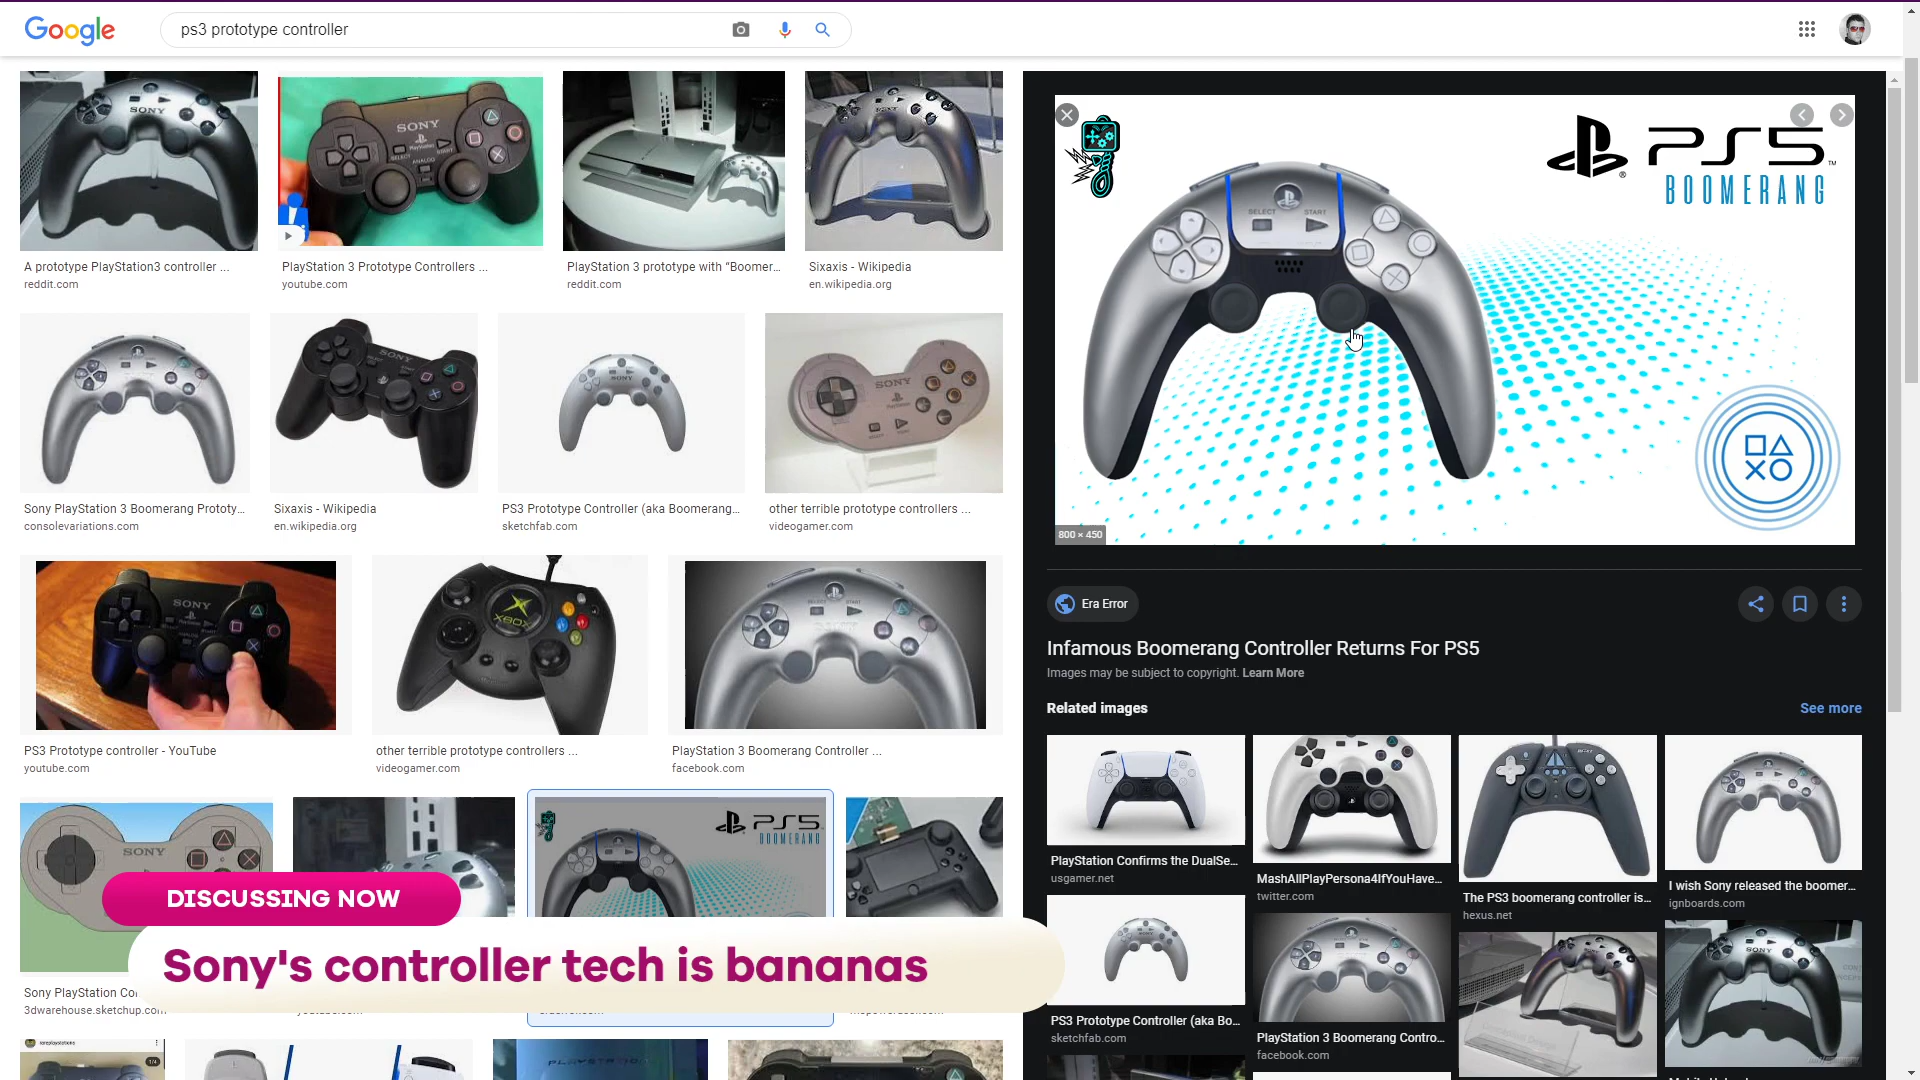 Google
ps3 prototype controller
A prototype PlayStation3 controller ...
reddit.com
PlayStation 3 Prototype Controllers ...
youtube.com
PlayStation 3 prototype with “Boomer...
reddit.com
Sixaxis - Wikipedia
en.wikipedia.org
Sony PlayStation 3 Boomerang Prototy...
consolevariations.com
Sixaxis - Wikipedia
en.wikipedia.org
PS3 Prototype Controller (aka Boomerang...
sketchfab.com
other terrible prototype controllers ...
videogamer.com
PS3 Prototype controller - YouTube
youtube.com
other terrible prototype controllers ...
videogamer.com
PlayStation 3 Boomerang Controller ...
facebook.com
SONY
PS5
BOOMERANG
DISCUSSING NOW
Sony's controller tech is bananas
Sony PlayStation Co
3dwarehouse.sketchup.com
PS5
BOOMERANG
SELECT
START
800 × 450
Era Error
Infamous Boomerang Controller Returns For PS5
Images may be subject to copyright. Learn More
Related images
See more
PlayStation Confirms the DualSe...
usgamer.net
MashAllPlayPersona4IfYouHave...
twitter.com
The PS3 boomerang controller is...
hexus.net
I wish Sony released the boomer...
ignboards.com
PS3 Prototype Controller (aka Bo...
sketchfab.com
PlayStation 3 Boomerang Contro...
facebook.com